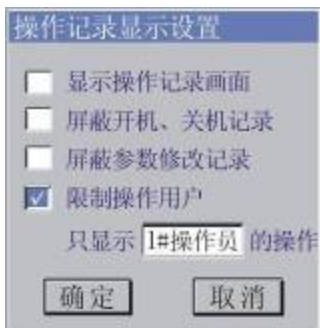 操作记录显示设置
显示操作记录画面
屏蔽开机、关机记录
屏蔽参数修改记录
限制操作用户
只显示 1#操作员 的操作
确定 取消